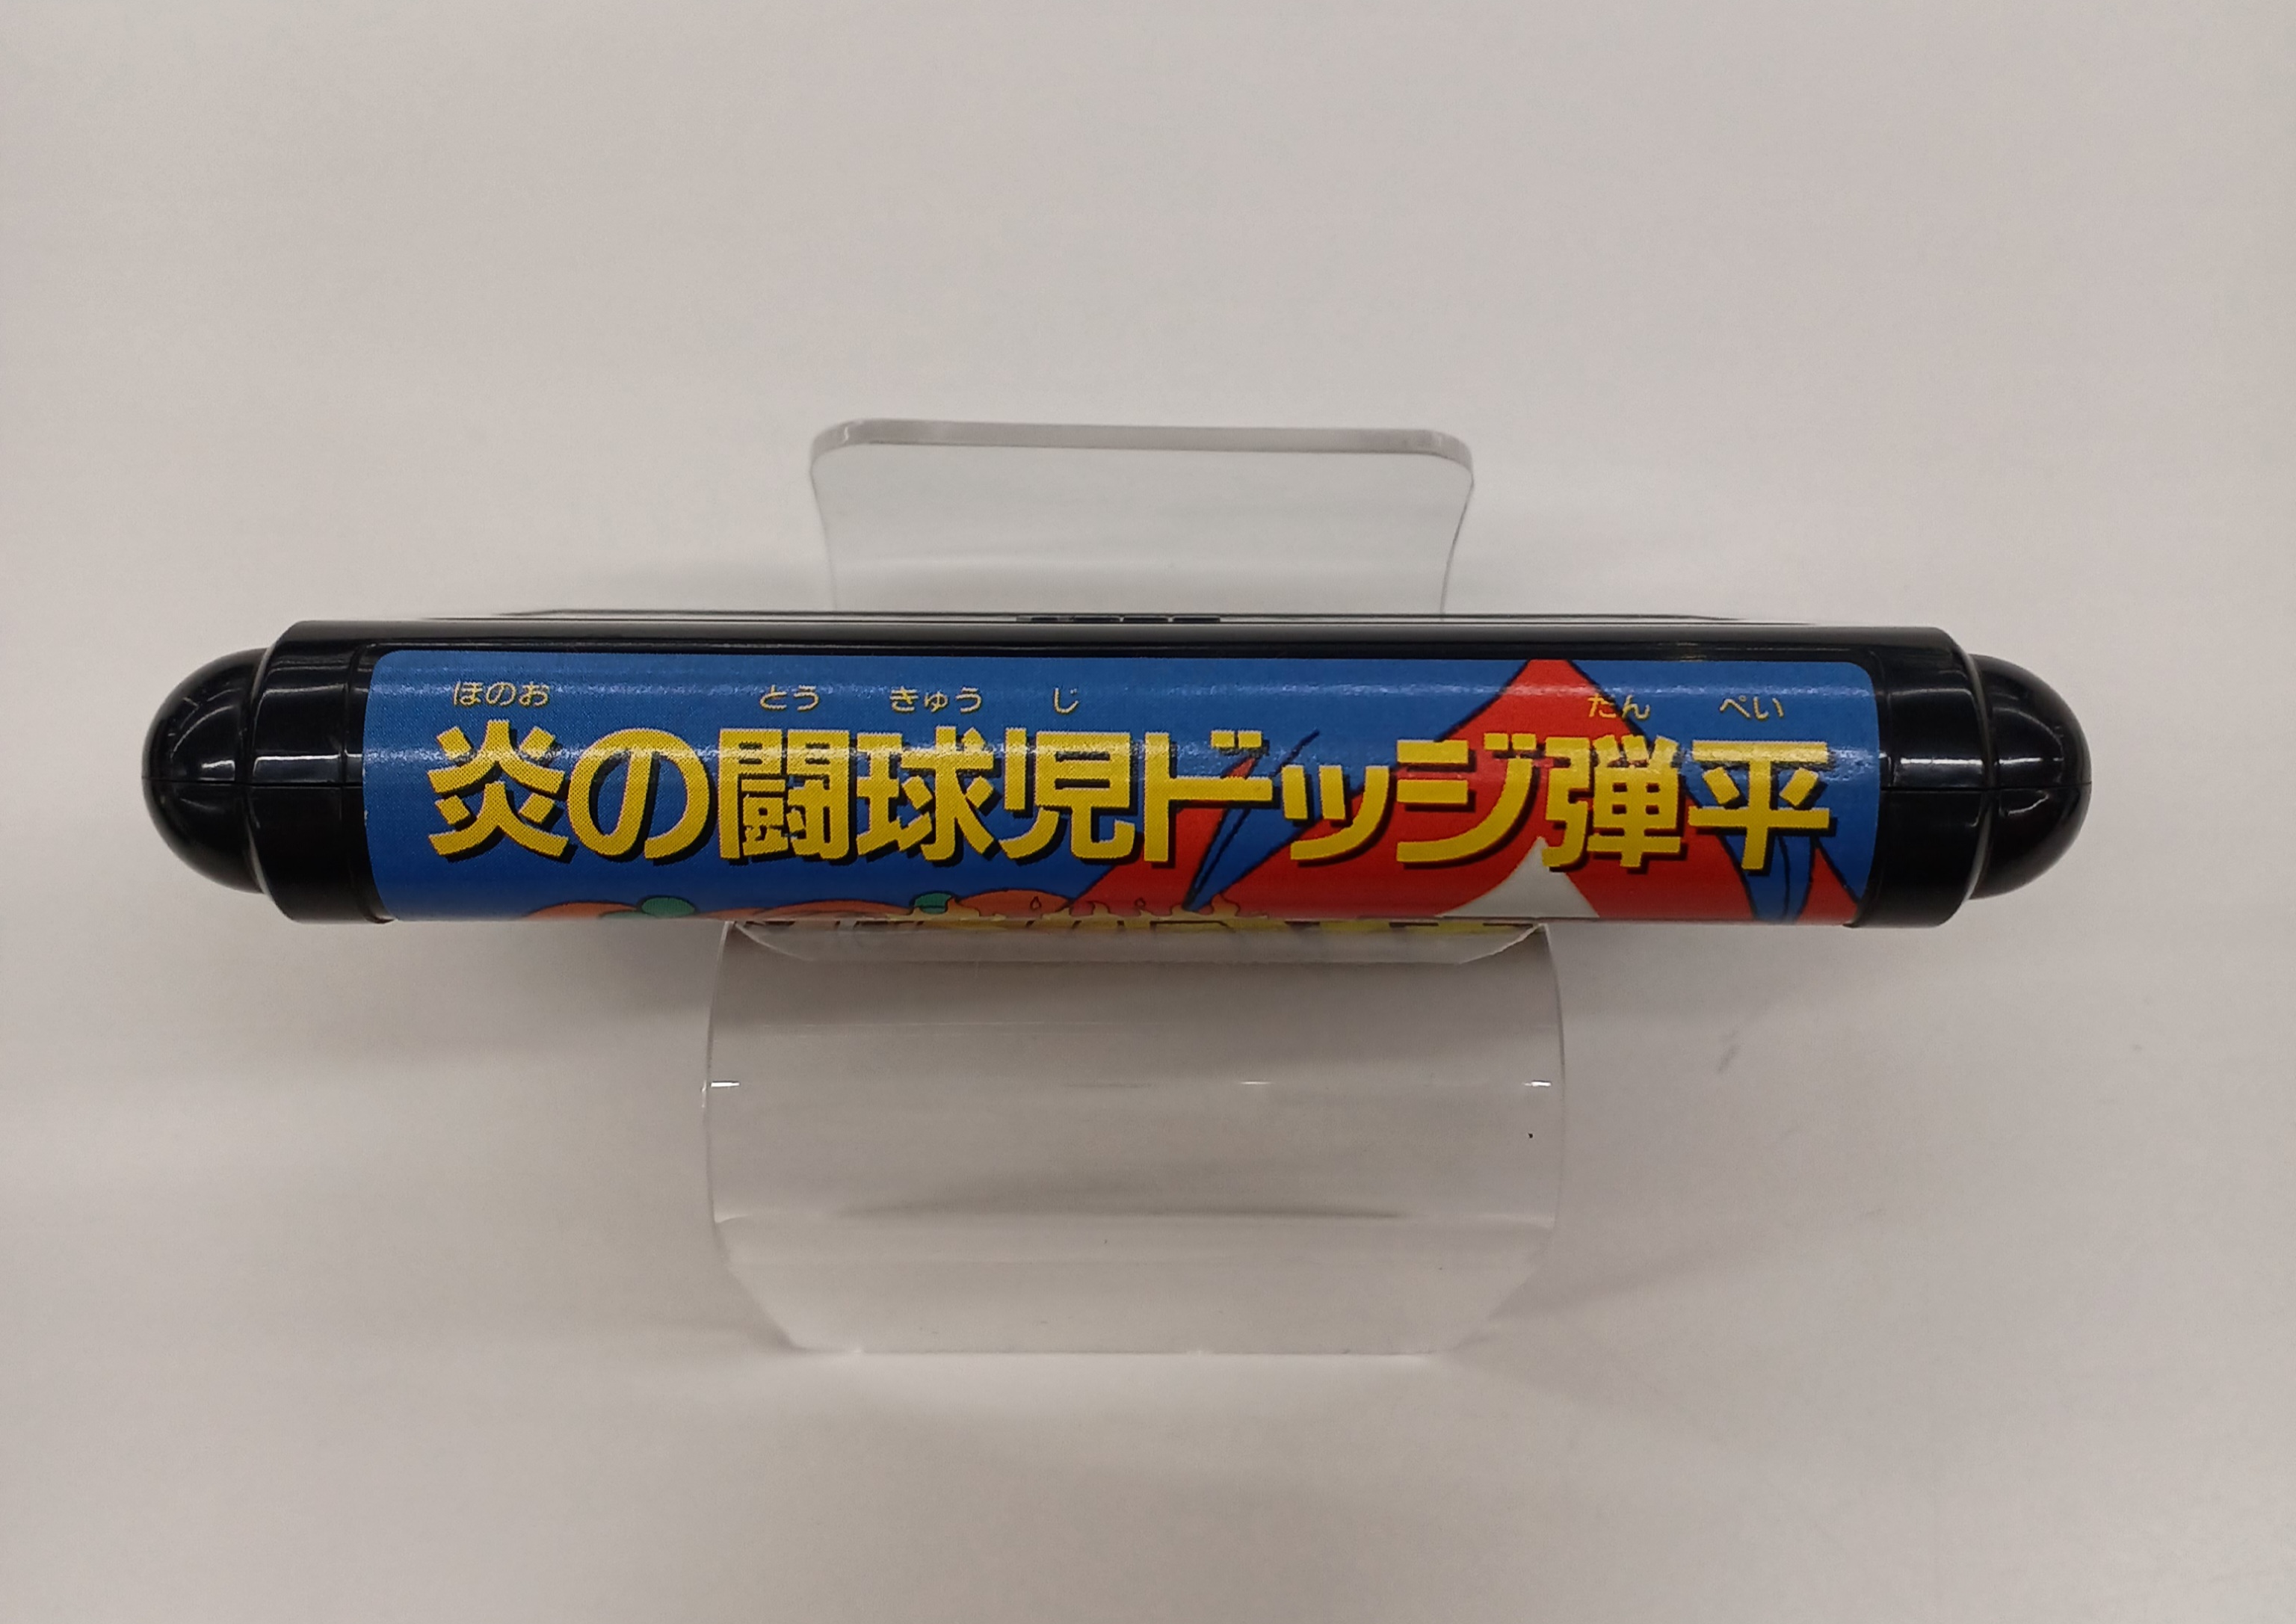 ほのお とう きゅう じ たん ぺい
炎の闘球児ドッジ弾平